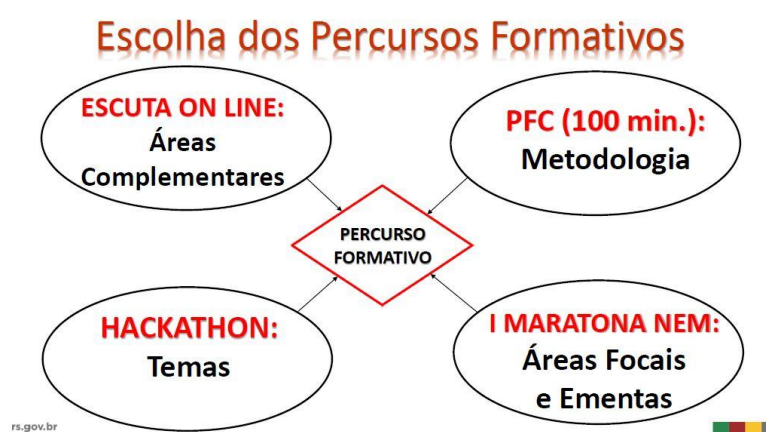 Escolha dos Percursos Formativos
ESCUTA ON LINE:
Áreas
Complementares
PFC (100 min.):
Metodologia
PERCURSO
FORMATIVO
HACKATHON:
Temas
I MARATONA NEM:
Áreas Focais
e Ementas
rs.gov.br